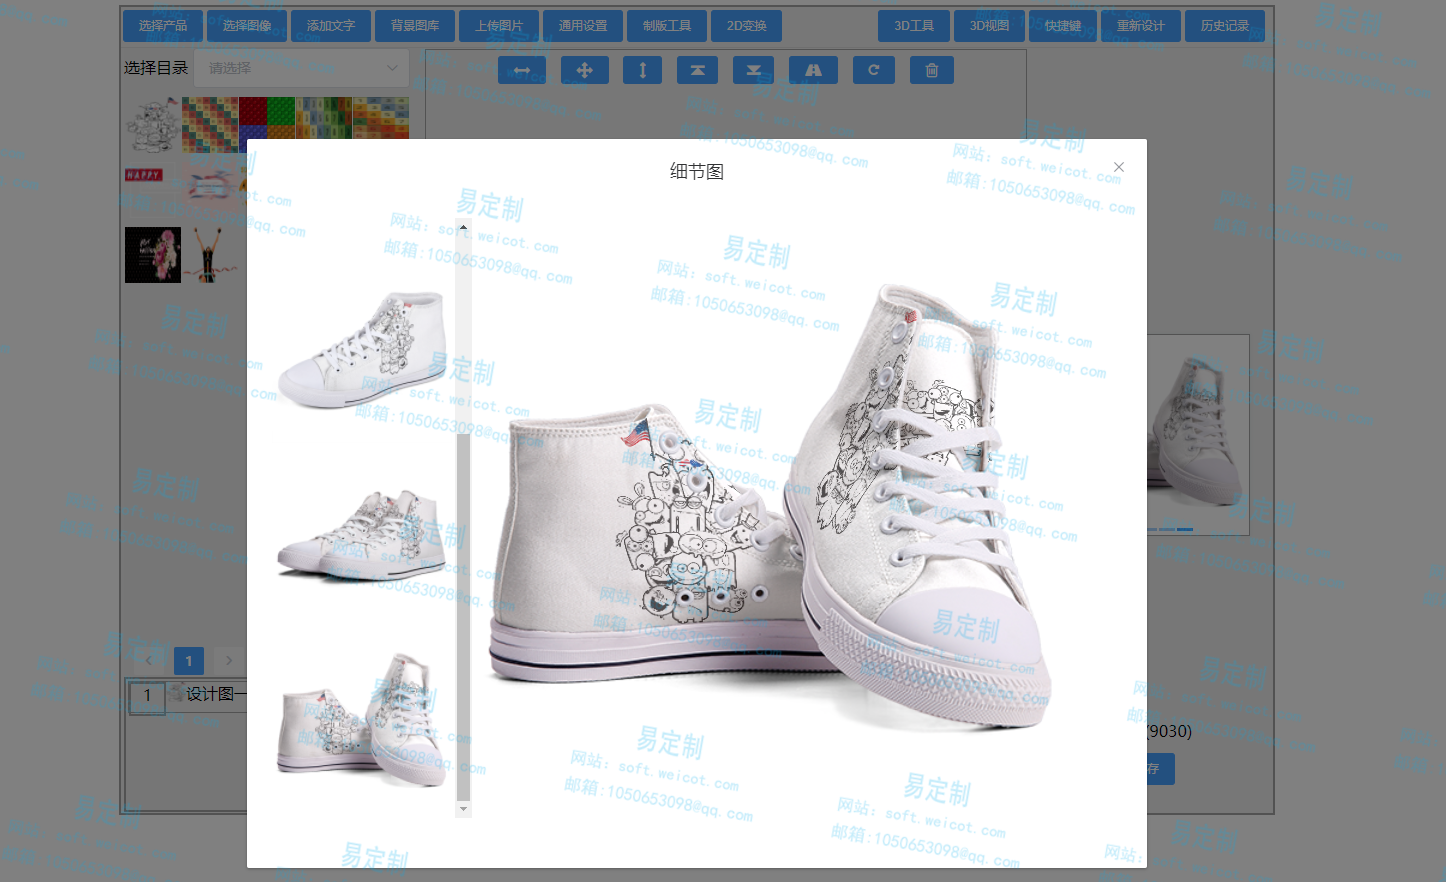 选择产品 选择图像 添加文字 背景图库 上传图片 通用设置 制版工具 2D变换 3D工具 3D视图 快捷键 重新设计 历史记录
选择目录 请选择
HAPPY
细节图
易定制
网站: soft.weicot.com
邮箱:1050653098@qq.com
1
1 设计图一
(9030)
存